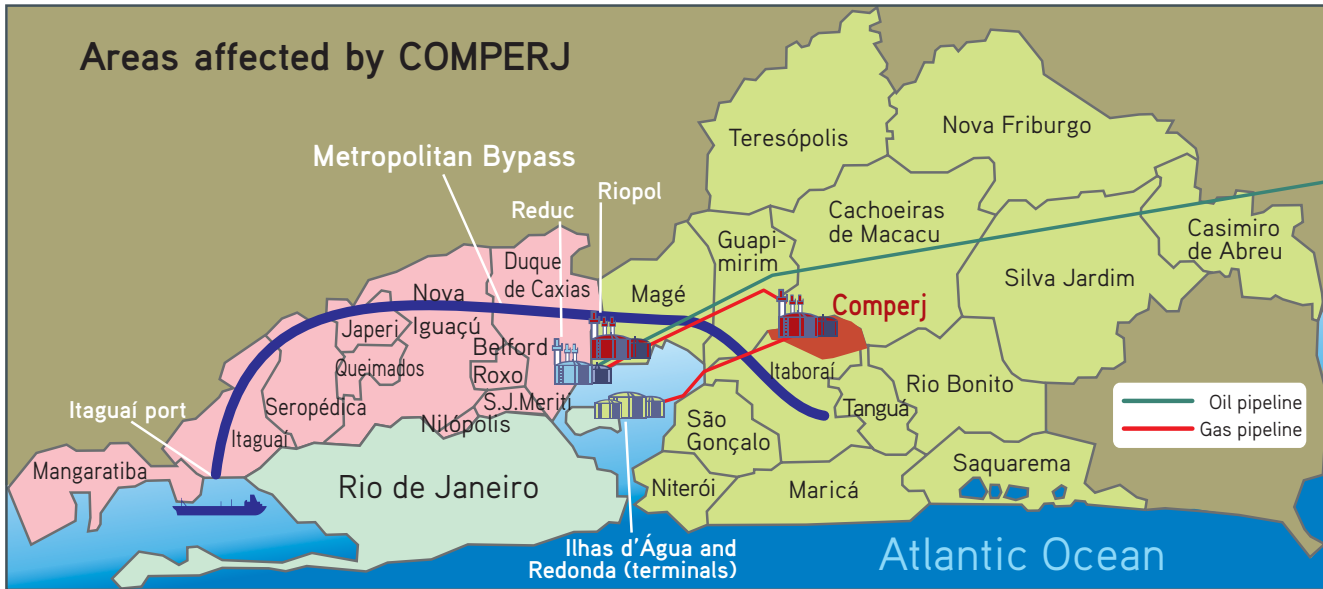 Areas affected by COMPERJ
Metropolitan Bypass
Riopol
Reduc
Teresópolis
Nova Friburgo
Cachoeiras
de Macacu
Guapi-
mirim
Casimiro
de Abreu
Silva Jardim
Duque
de Caxias
Magé
Nova
Iguaçú
Japeri
Comperj
Belford
Roxo
Queimados
Itaboraí
Rio Bonito
Tanguá
Itaguaí port
Seropédica
S.J.Meriti
Nilópolis
Itaguaí
São
Gonçalo
Oil pipeline
Gas pipeline
Mangaratiba
Rio de Janeiro
Niterói
Maricá
Saquarema
Ilhas d'Água and
Redonda (terminals)
Atlantic Ocean